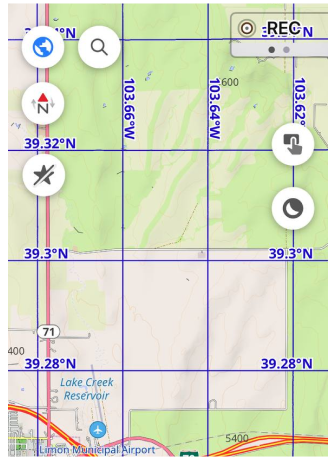 REC
103.66°W
103.64°W
103.62°
600
N
39.32°N
39.3°N
39.3°N
71
400
39.28°N
39.28°N
Lake Creek
Reservoir
Limon Municipal Airport
5400